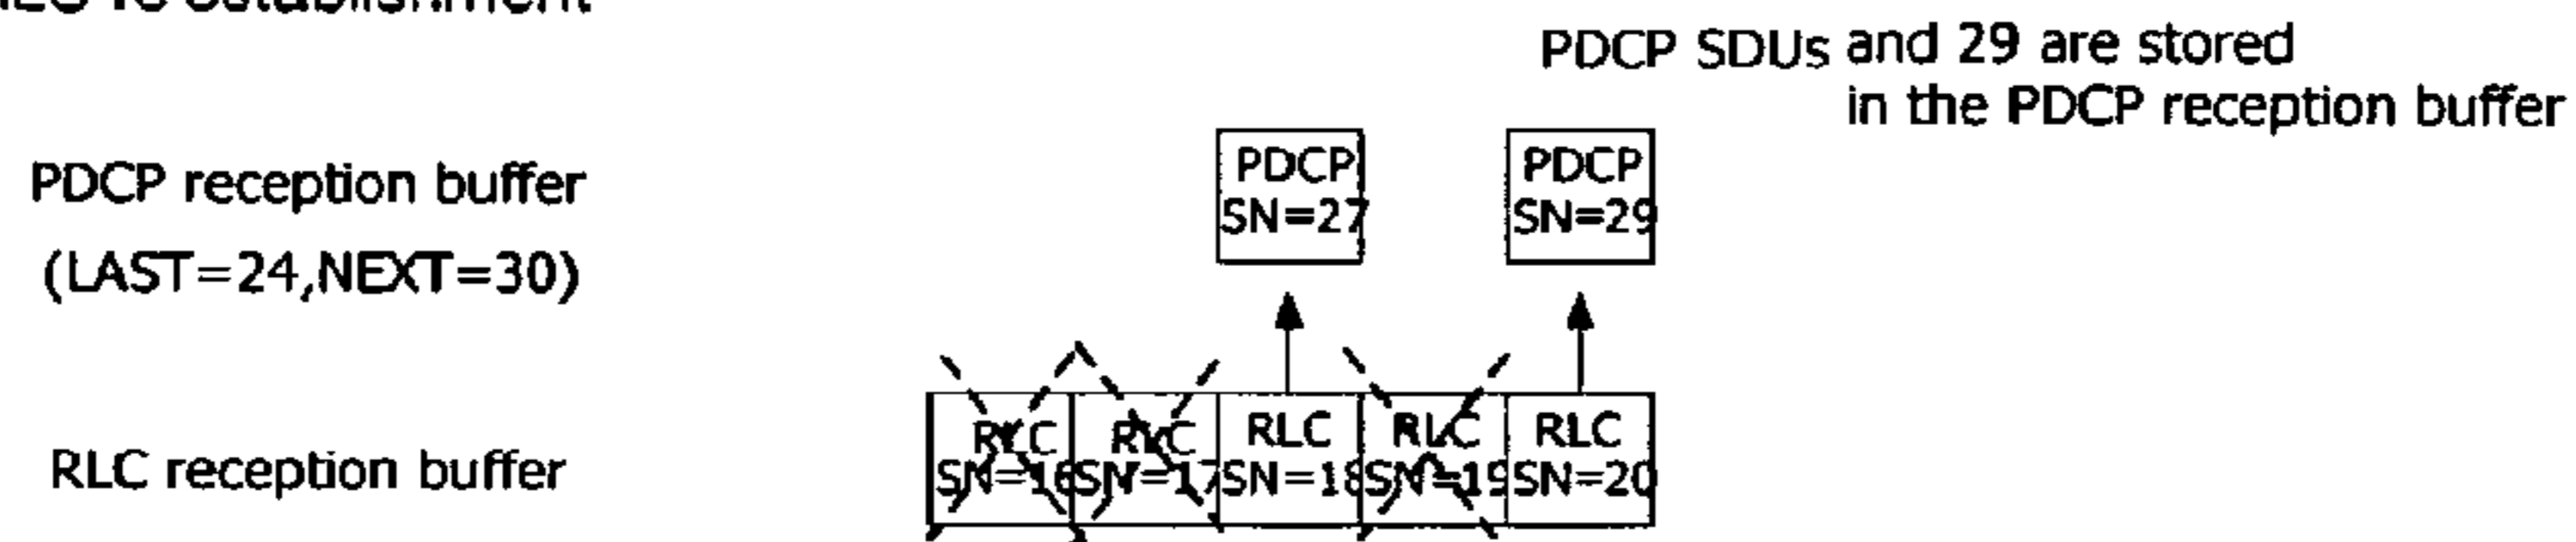 re-establishment
PDCP SDUs and 29 are stored
in the PDCP reception buffer
PDCP reception buffer
(LAST=24,NEXT=30)
PDCP
SN=27
PDCP
SN=29
RLC reception buffer
RLC
SN=16
RLC
SN=17
RLC
SN=18
RLC
SN=19
RLC
SN=20